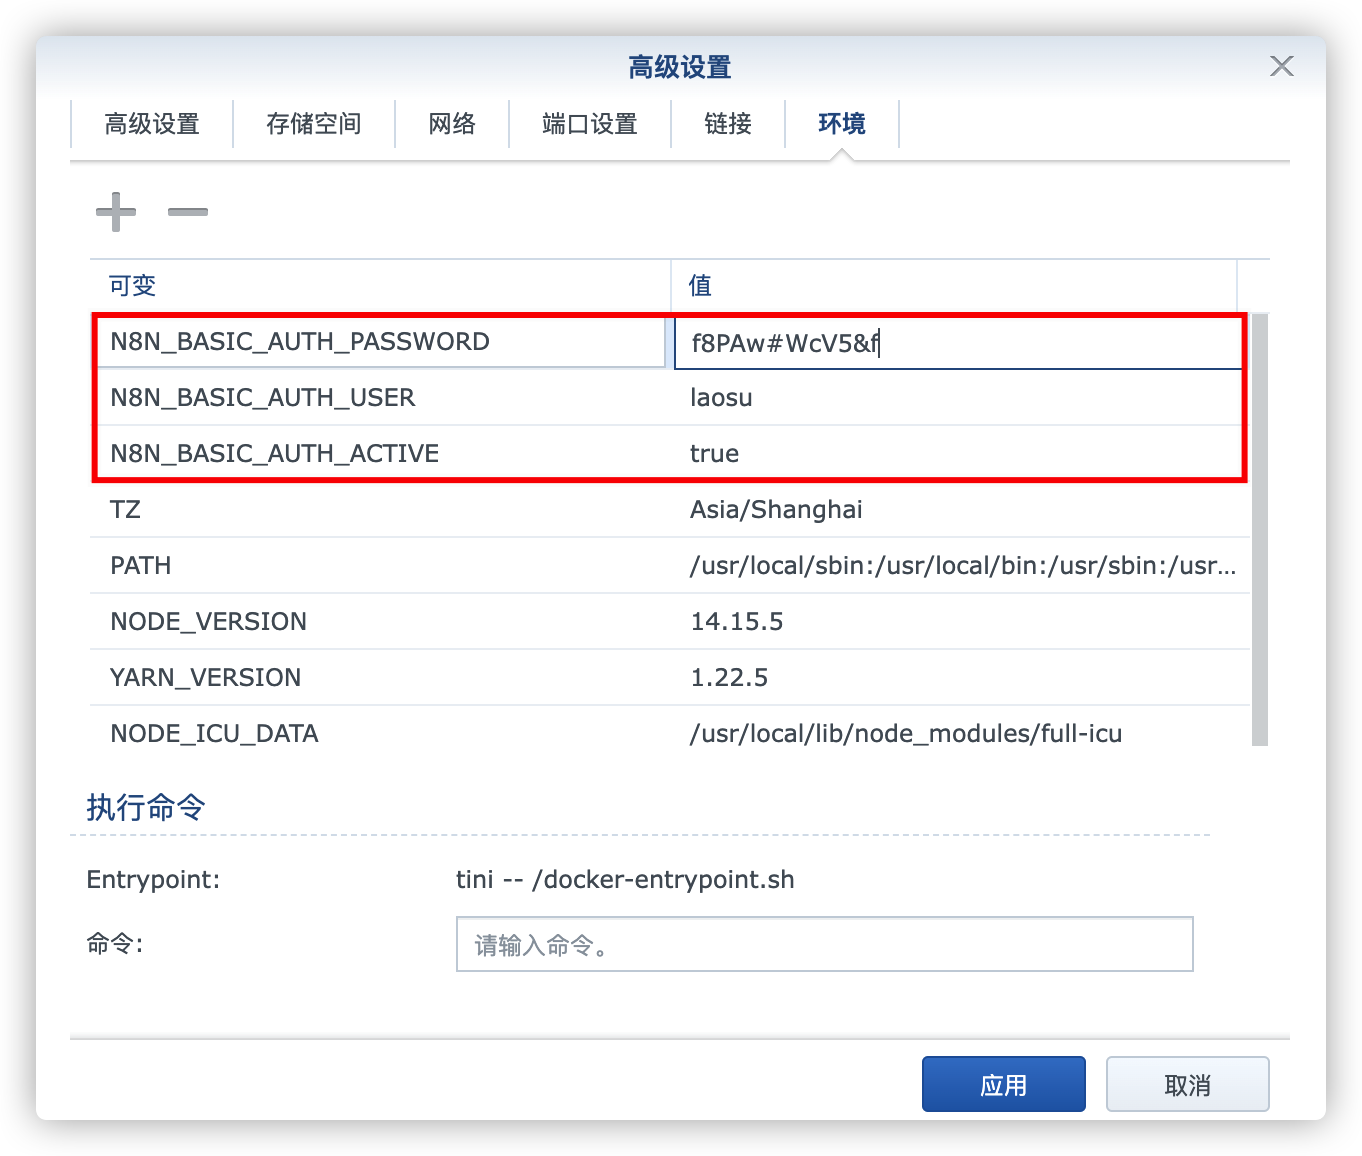 高级设置
高级设置 存储空间 网络 端口设置 链接 环境
可变 值
N8N_BASIC_AUTH_PASSWORD f8PAw#WcV5&f
N8N_BASIC_AUTH_USER laosu
N8N_BASIC_AUTH_ACTIVE true
TZ Asia/Shanghai
PATH /usr/local/sbin:/usr/local/bin:/usr/sbin:/usr...
NODE_VERSION 14.15.5
YARN_VERSION 1.22.5
NODE_ICU_DATA /usr/local/lib/node_modules/full-icu
执行命令
Entrypoint: tini -- /docker-entrypoint.sh
命令: 请输入命令。
应用 取消